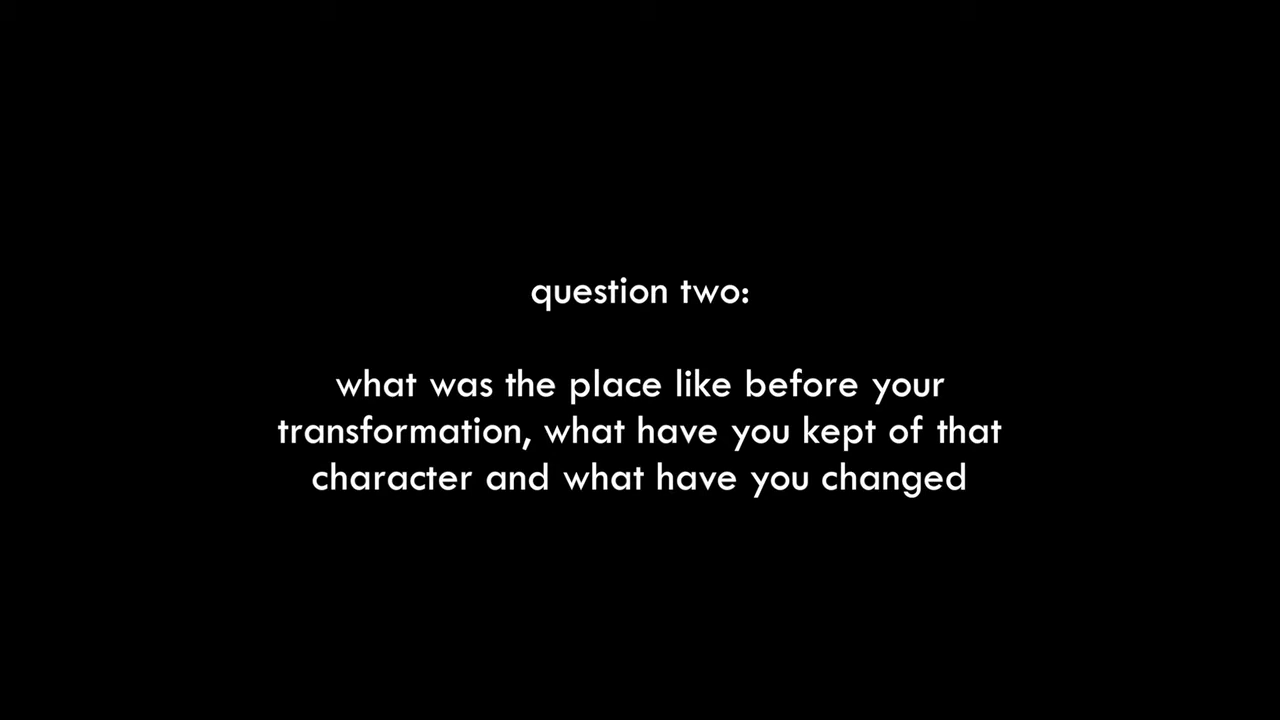 question two:
what was the place like before your
transformation, what have you kept of that
character and what have you changed